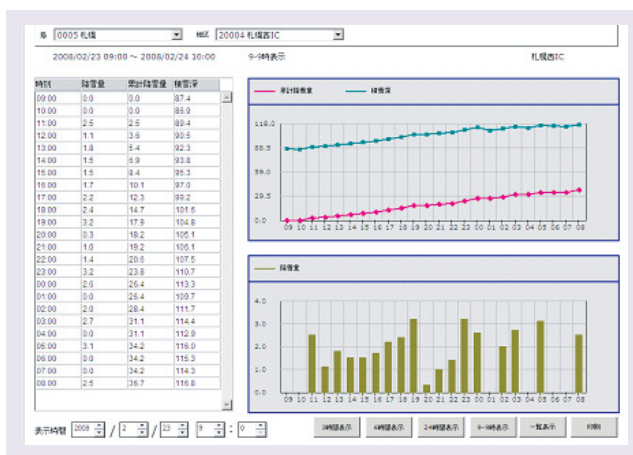 局 0005 札幌 地区 20004 札幌西IC
2008/02/23 09:00 ~ 2008/02/24 10:00 9-9時表示 札幌西IC
時刻 降雪量 累計降雪量 積雪深
09:00 0.0 0.0 87.4
10:00 0.0 0.0 86.9
11:00 2.5 2.5 89.4
12:00 1.1 3.6 90.5
13:00 1.8 5.4 92.3
14:00 1.5 6.9 93.8
15:00 1.5 8.4 95.3
16:00 1.7 10.1 97.0
17:00 2.2 12.3 99.2
18:00 2.4 14.7 101.6
19:00 3.2 17.9 104.8
20:00 0.3 18.2 105.1
21:00 1.0 19.2 106.1
22:00 1.4 20.6 107.5
23:00 3.2 23.8 110.7
00:00 2.6 26.4 113.3
01:00 0.0 26.4 109.7
02:00 2.0 28.4 111.7
03:00 2.7 31.1 114.4
04:00 0.0 31.1 112.9
05:00 3.1 34.2 116.0
06:00 0.0 34.2 115.3
07:00 0.0 34.2 114.3
08:00 2.5 36.7 116.8
累計降雪量 積雪深
118.0
88.5
59.0
29.5
0.0
09 10 11 12 13 14 15 16 17 18 19 20 21 22 23 00 01 02 03 04 05 06 07 08
降雪量
4.0
3.0
2.0
1.0
0.0
09 10 11 12 13 14 15 16 17 18 19 20 21 22 23 00 01 02 03 04 05 06 07 08
表示時間 2008 / 2 / 23 9 : 0 3時間表示 6時間表示 24時間表示 9-9時表示 一覧表示 印刷